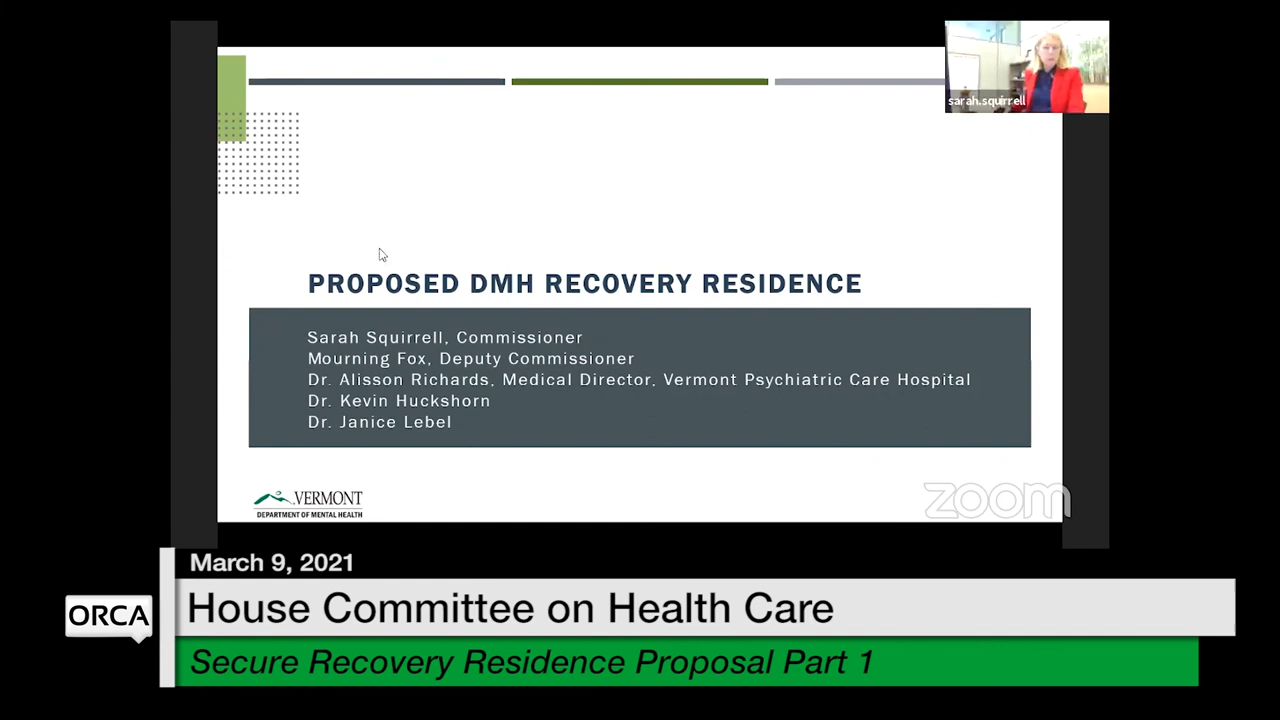 sarah.squirrell
PROPOSED DMH RECOVERY RESIDENCE
Sarah Squirrell, Commissioner
Mourning Fox, Deputy Commissioner
Dr. Alisson Richards, Medical Director, Vermont Psychiatric Care Hospital
Dr. Kevin Huckshorn
Dr. Janice Lebel
VERMONT
DEPARTMENT OF MENTAL HEALTH
zoom
March 9, 2021
ORCA
House Committee on Health Care
Secure Recovery Residence Proposal Part 1